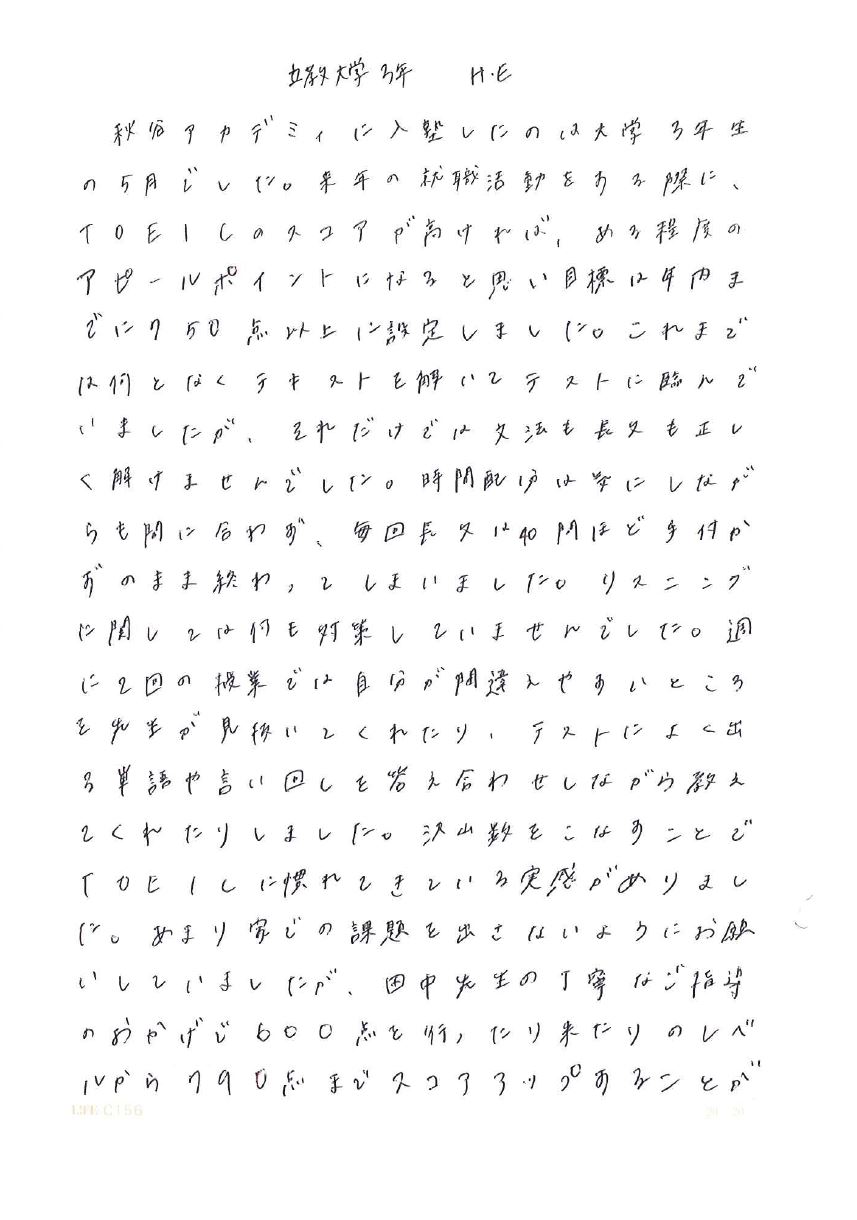 立教大学3年 H.E
秋谷アカデミィに入塾したのは大学3年生
の5月でした。来年の就職活動をする際に、
TOEICのスコアが高ければ、ある程度の
アピールポイントになると思い目標は年内ま
でに750点以上に設定しました。これまで
は何となくテキストを解いてテストに臨んで
いましたが、それだけでは文法も長文も正し
く解けませんでした。時間配分は気にしなが
らも間に合わず、毎回長文は40問ほど手付か
ずのまま終わってしまいました。リスニング
に関しては何も対策していませんでした。週
に2回の授業では自分が間違えやすいところ
を先生が見抜いてくれたり、テストによく出
る単語や言い回しを答え合わせしながら教え
てくれたりしました。沢山数をこなすことで
TOEICに慣れてきている実感がありまし
た。あまり家での課題を出さないようにお願
いしていましたが、田中先生の丁寧なご指導
のおかげで600点を行ったり来たりのレベ
ルから790点までスコアアップすることが
LIFE C156 20×20